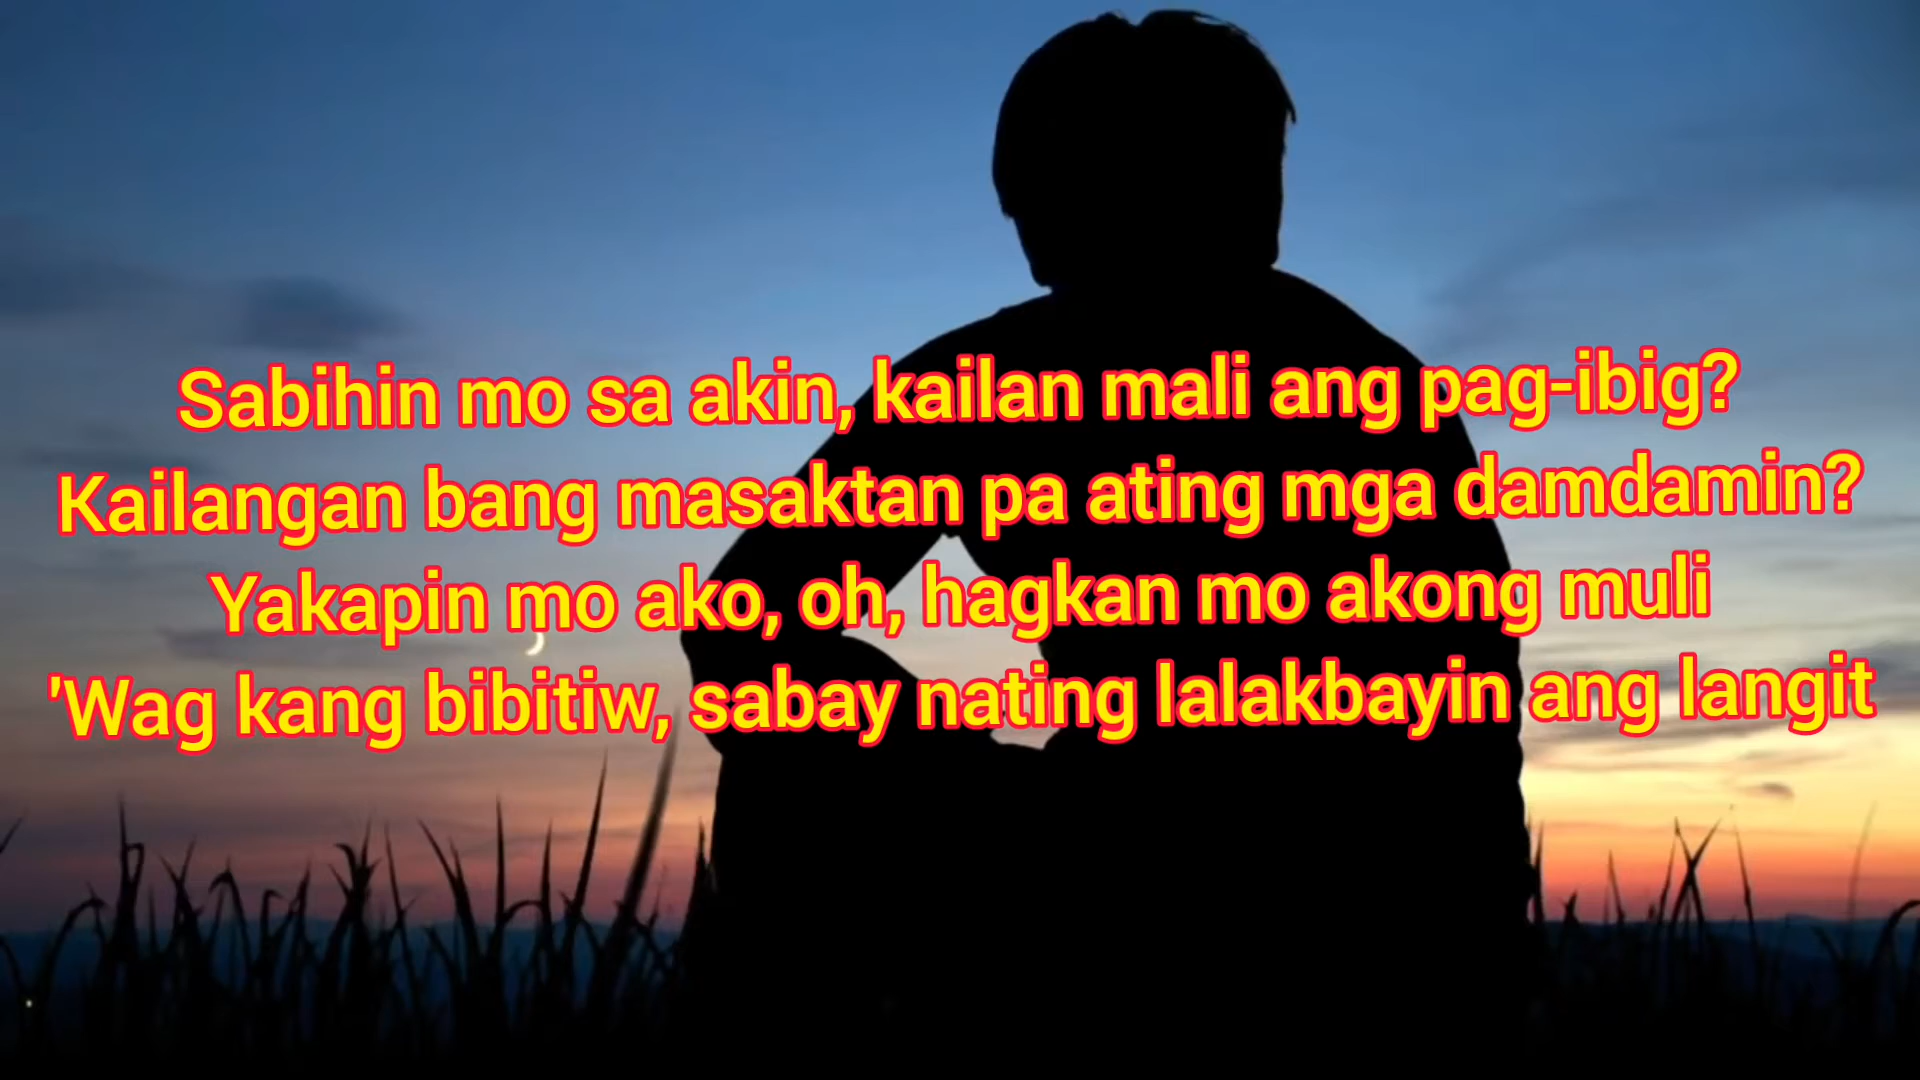 Sabihin mo sa akin, kailan mali ang pag-ibig?
Kailangan bang masaktan pa ating mga damdamin?
Yakapin mo ako, oh, hagkan mo akong muli
'Wag kang bibitiw, sabay nating lalakbayin ang langit